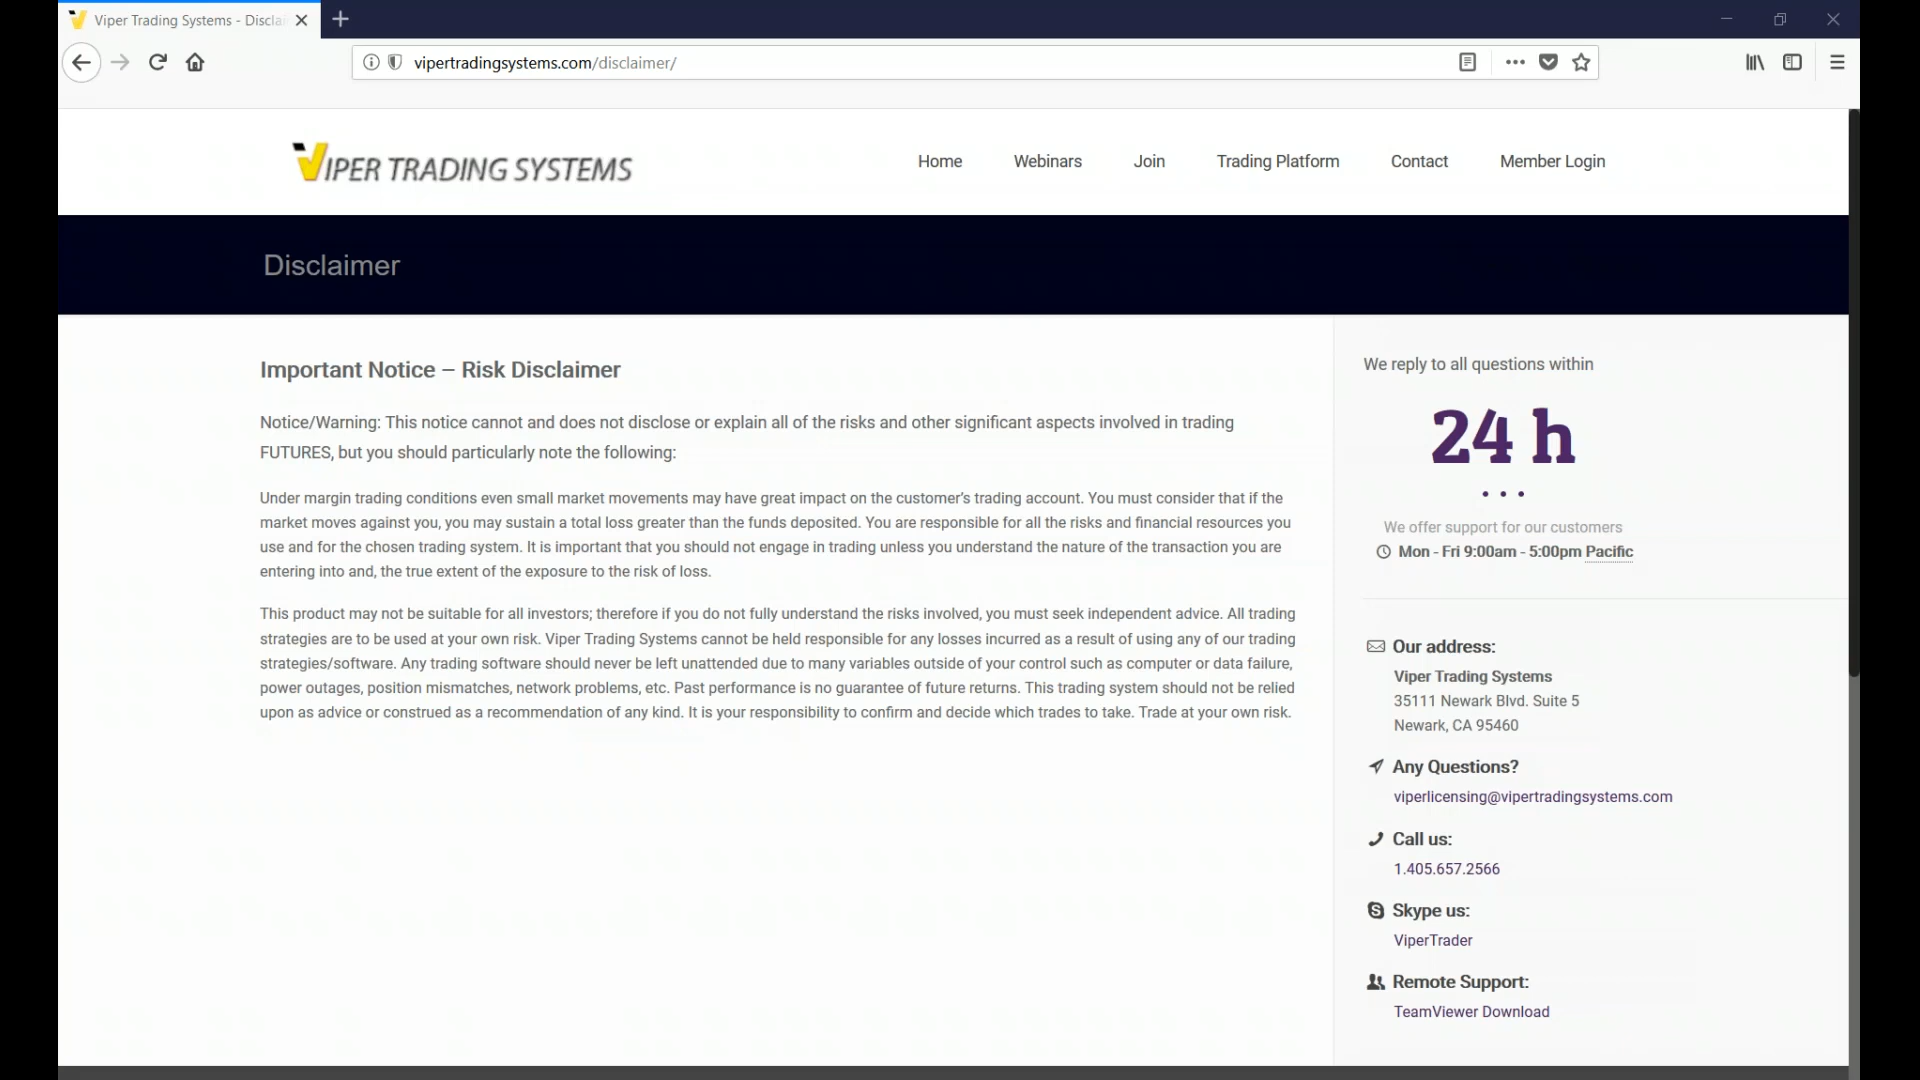 Viper Trading Systems - Disclai
vipertradingsystems.com/disclaimer/
VIPER TRADING SYSTEMS
Home Webinars Join Trading Platform Contact Member Login
Disclaimer
Important Notice – Risk Disclaimer
Notice/Warning: This notice cannot and does not disclose or explain all of the risks and other significant aspects involved in trading
FUTURES, but you should particularly note the following:
Under margin trading conditions even small market movements may have great impact on the customer's trading account. You must consider that if the
market moves against you, you may sustain a total loss greater than the funds deposited. You are responsible for all the risks and financial resources you
use and for the chosen trading system. It is important that you should not engage in trading unless you understand the nature of the transaction you are
entering into and, the true extent of the exposure to the risk of loss.
This product may not be suitable for all investors; therefore if you do not fully understand the risks involved, you must seek independent advice. All trading
strategies are to be used at your own risk. Viper Trading Systems cannot be held responsible for any losses incurred as a result of using any of our trading
strategies/software. Any trading software should never be left unattended due to many variables outside of your control such as computer or data failure,
power outages, position mismatches, network problems, etc. Past performance is no guarantee of future returns. This trading system should not be relied
upon as advice or construed as a recommendation of any kind. It is your responsibility to confirm and decide which trades to take. Trade at your own risk.
We reply to all questions within
24 h
We offer support for our customers
Mon - Fri 9:00am - 5:00pm Pacific
Our address:
Viper Trading Systems
35111 Newark Blvd. Suite 5
Newark, CA 95460
Any Questions?
viperlicensing@vipertradingsystems.com
Call us:
1.405.657.2566
Skype us:
ViperTrader
Remote Support:
TeamViewer Download